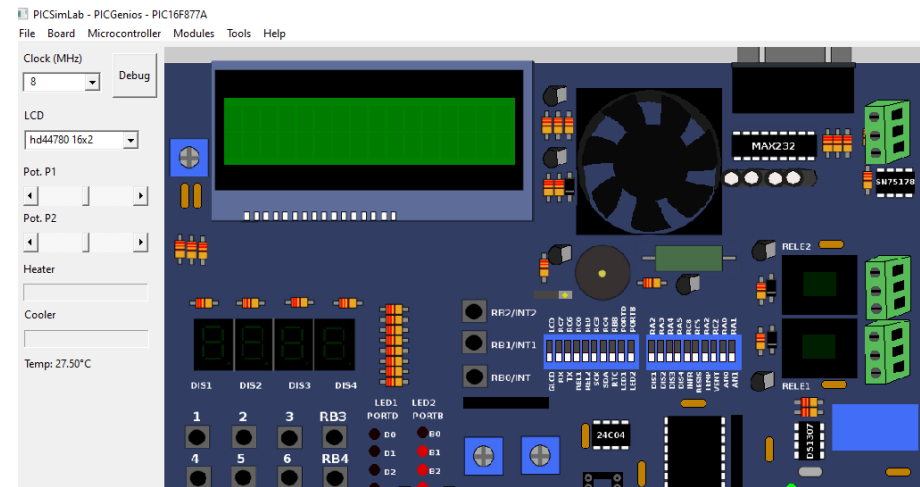 PICSimLab - PICGenios - PIC16F877A
File Board Microcontroller Modules Tools Help
Clock (MHz)
8
Debug
LCD
hd44780 16x2
Pot. P1
Pot. P2
Heater
Cooler
Temp: 27.50°C
MAX232
SN75178
RELE2
RELE1
RB2/INT2
RB1/INT1
RB0/INT
DIS1 DIS2 DIS3 DIS4
LED1 LED2
PORTD PORTB
D0 B0
D1 B1
D2 B2
1 2 3 RB3
4 5 6 RB4
24C04
DS1307